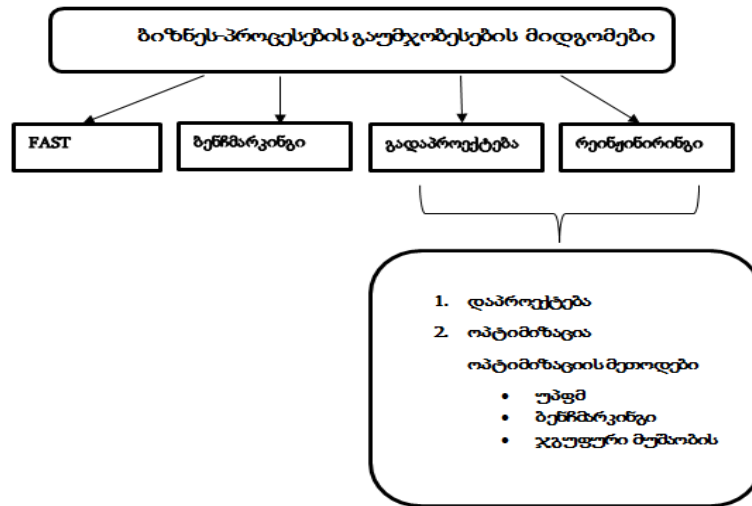 ბიზნეს-პროცესების გაუმჯობესების მიდგომები
FAST
ბენჩმარკინგი
გადაპროექტება
რეინჟინირინგი
1. დაპროექტება
2. ოპტიმიზაცია
ოპტიმიზაციის მეთოდები
• უპფმ
• ბენჩმარკინგი
• ჯგუფური მუშაობის